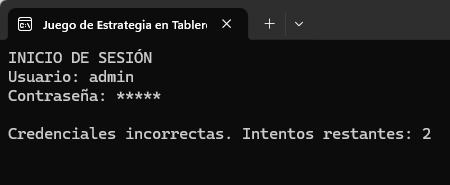 Juego de Estrategia en Tabler
INICIO DE SESIÓN
Usuario: admin
Contraseña: *****
Credenciales incorrectas. Intentos restantes: 2